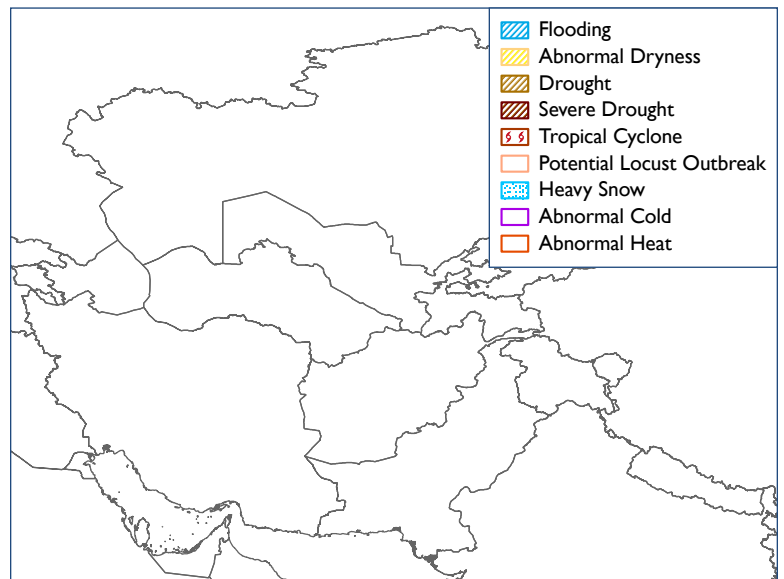 Flooding
Abnormal Dryness
Drought
Severe Drought
Tropical Cyclone
Potential Locust Outbreak
Heavy Snow
Abnormal Cold
Abnormal Heat